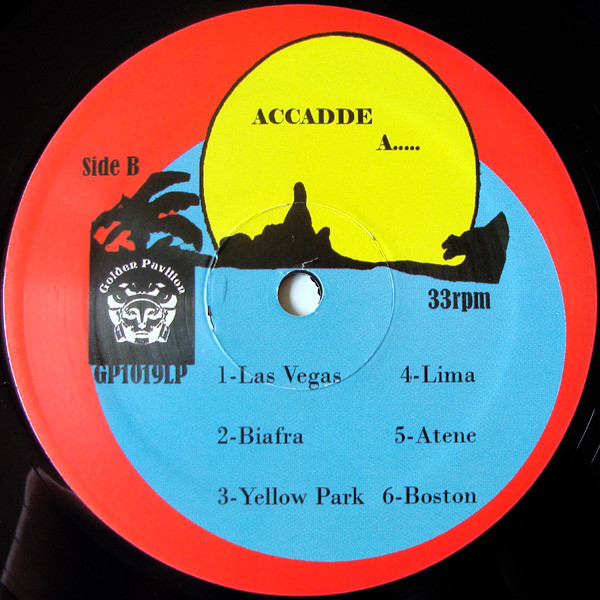 ACCADDE
A.....
Side B
Golden Pavilion
33rpm
GP1019LP
1-Las Vegas
4-Lima
2-Biafra
5-Atene
3-Yellow Park
6-Boston